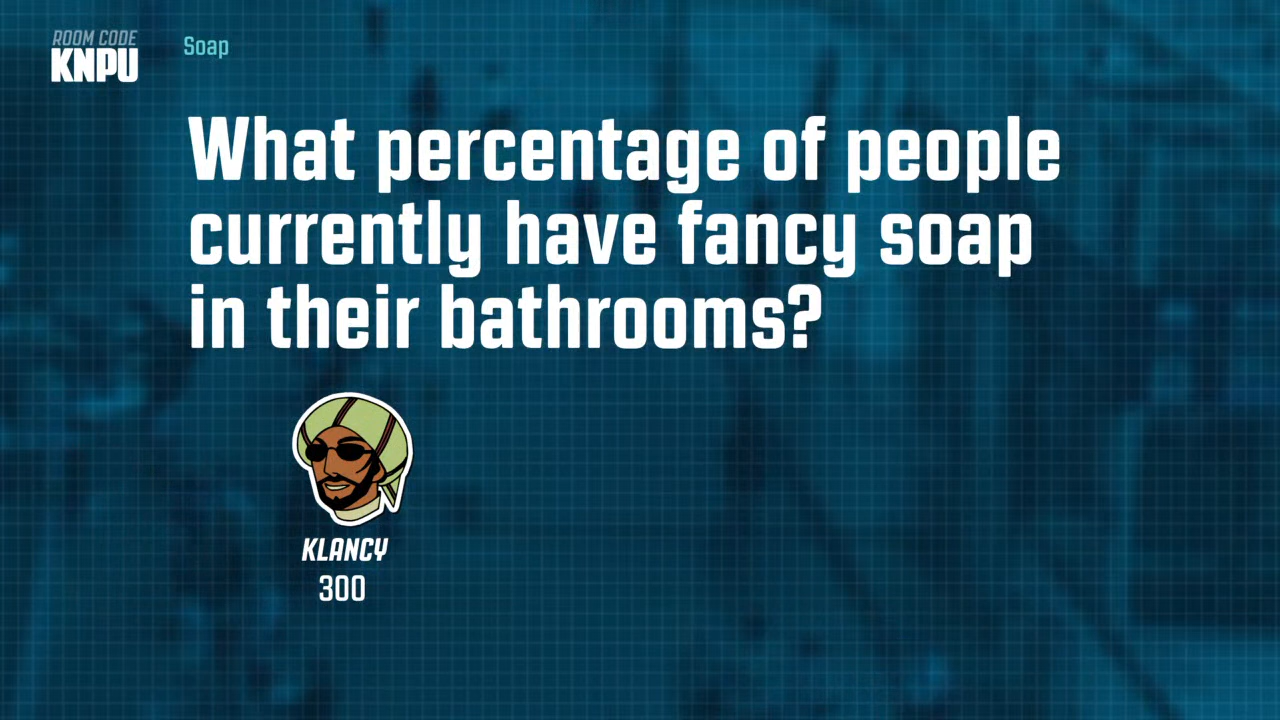 ROOM CODE
KNPU
Soap
What percentage of people
currently have fancy soap
in their bathrooms?
KLANCY
300